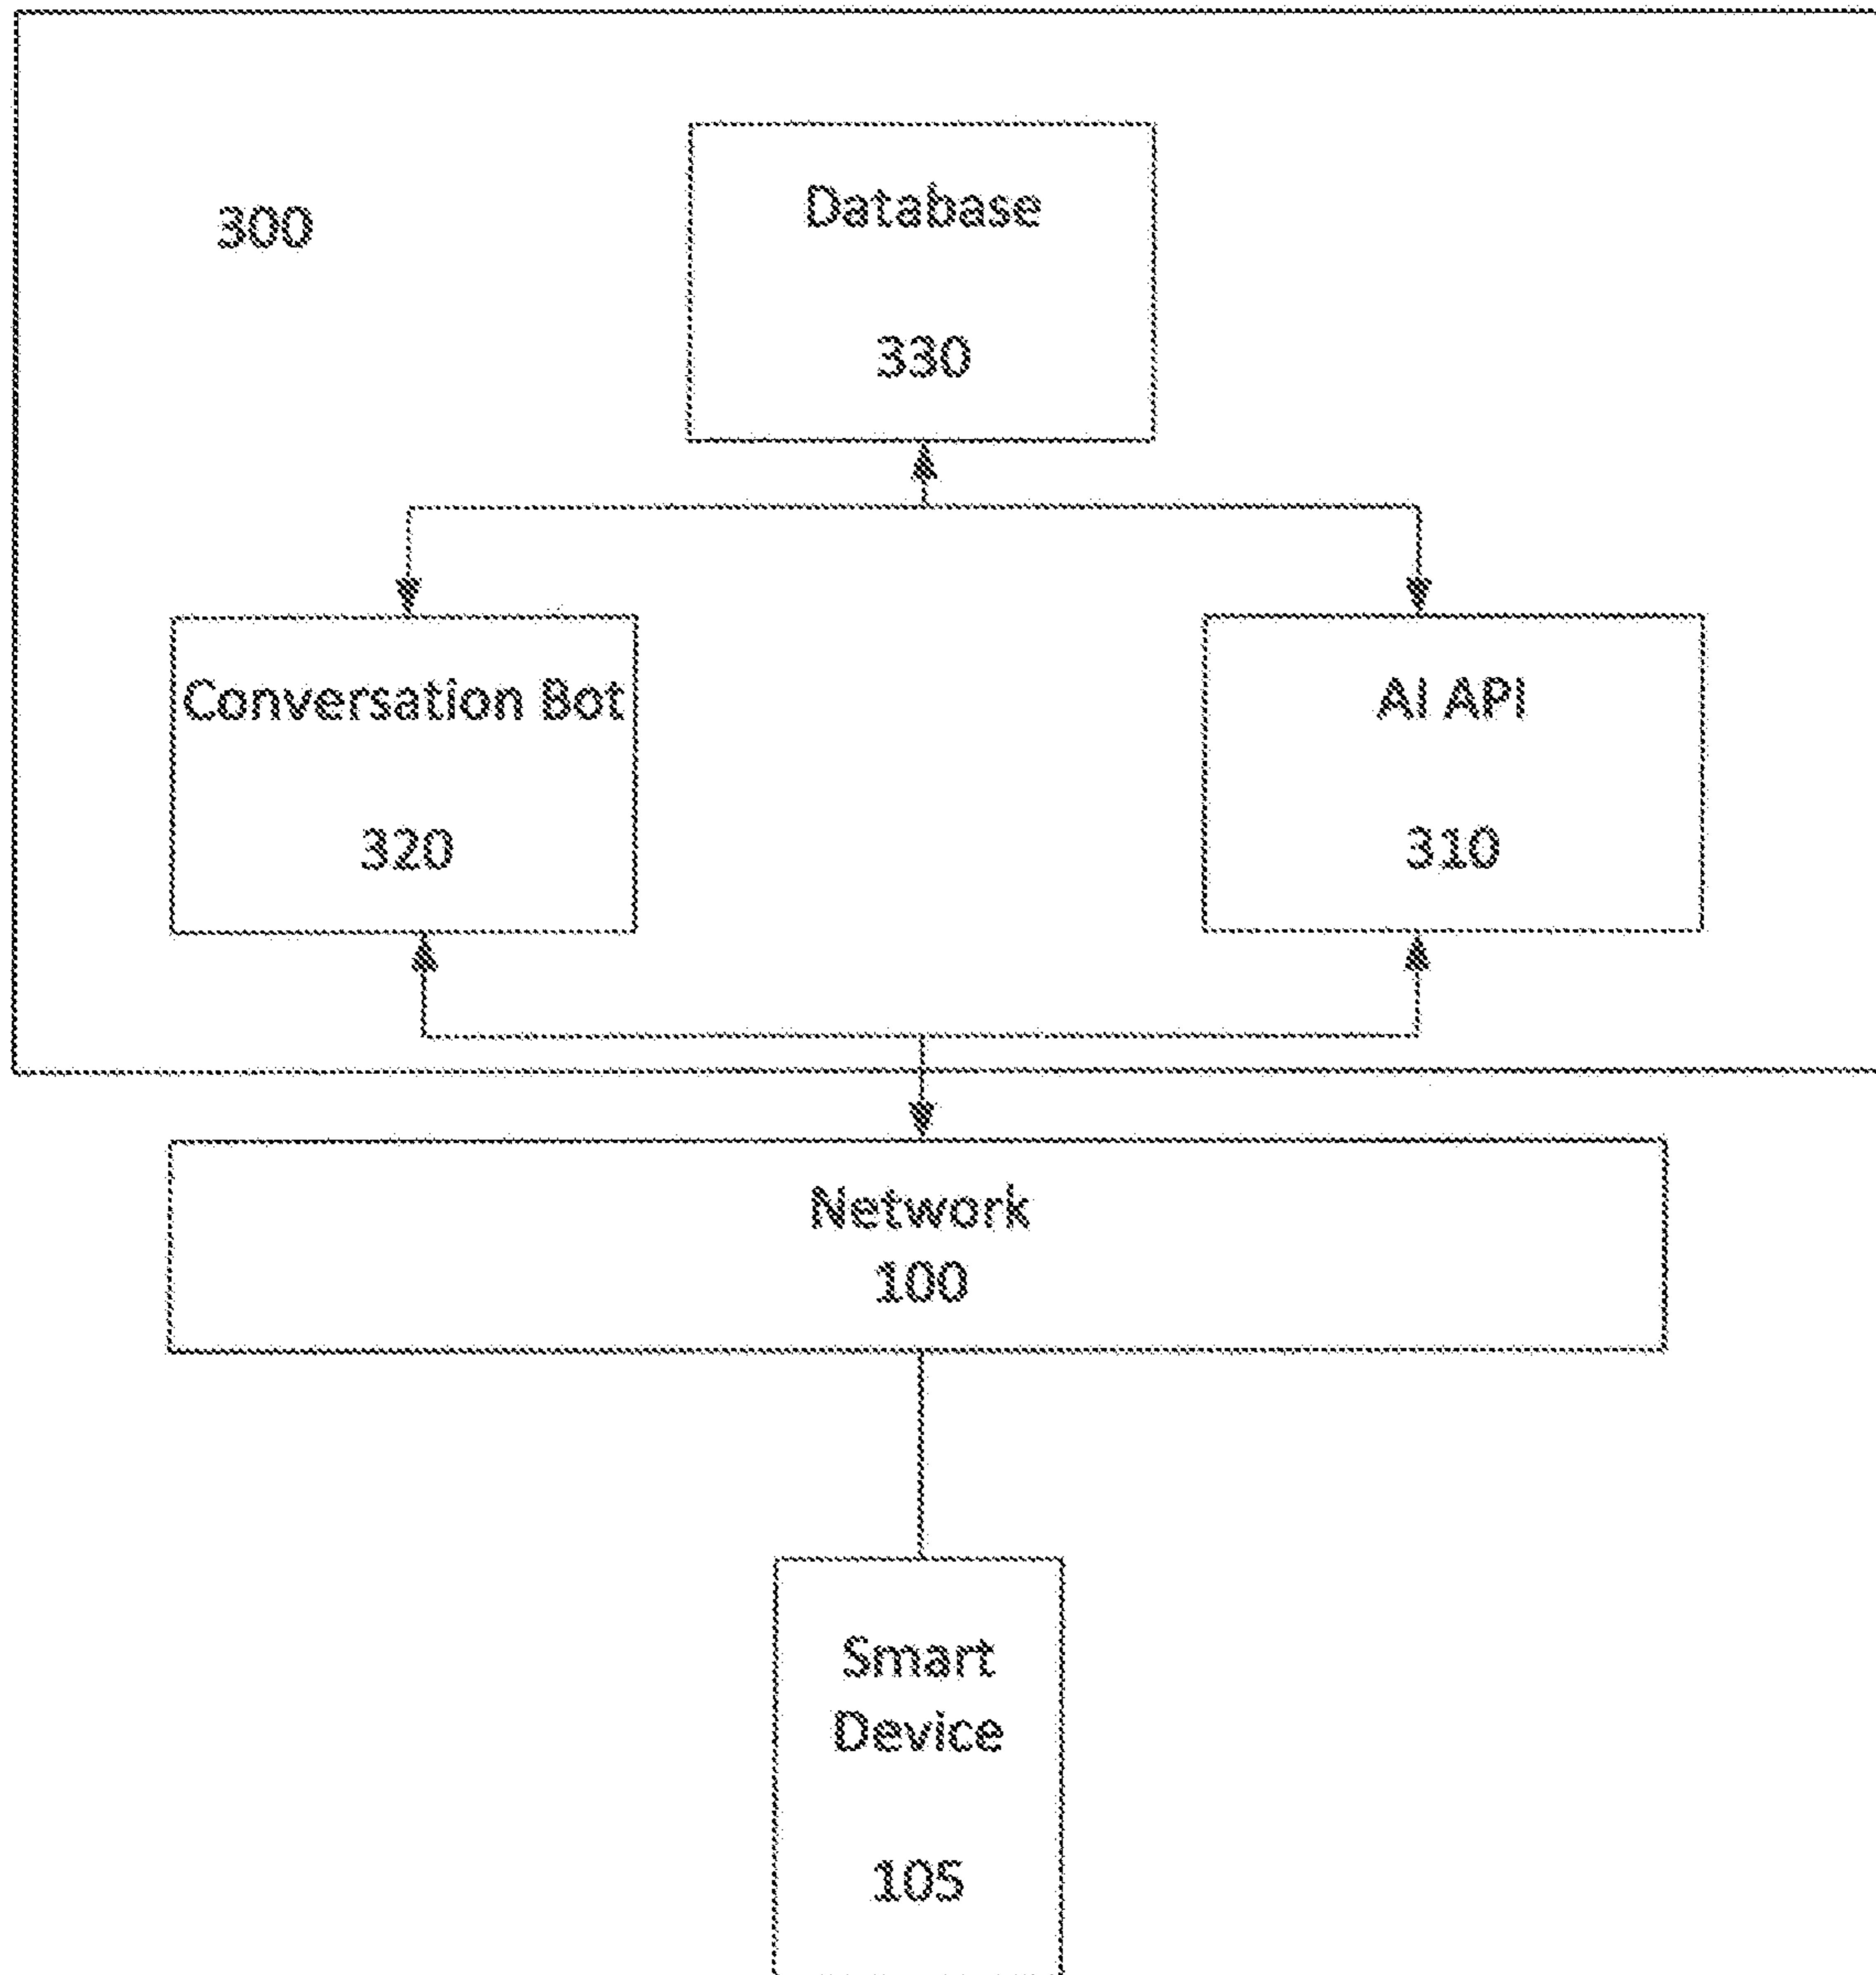 300
Database
330
Conversation Bot
320
AI API
310
Network
100
Smart
Device
105